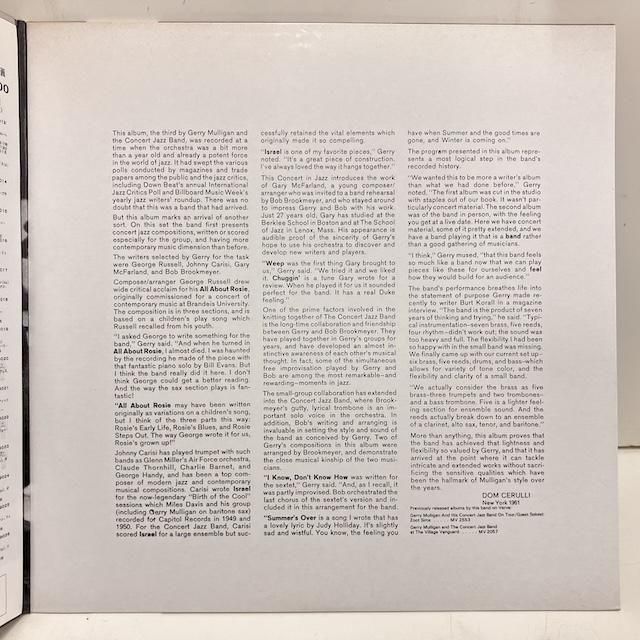 This album, the third by Gerry Mulligan and
the Concert Jazz Band, was recorded at a
time when the orchestra was a bit more
than a year old and already a potent force
in the world of jazz. It had swept the various
polls conducted by magazines and trade
papers among the public and the jazz critics,
including Down Beat's annual International
Jazz Critics Poll and Billboard Music Week's
yearly jazz writers' roundup. There was no
doubt that this was a band that had arrived.
But this album marks an arrival of another
sort. On this set the band first presents
concert jazz compositions, written or scored
especially for the group, and having more
contemporary music dimension than before.
The writers selected by Gerry for the task
were George Russell, Johnny Carisi, Gary
McFarland, and Bob Brookmeyer.
Composer/arranger George Russell drew
wide critical acclaim for his All About Rosie,
originally commissioned for a concert of
contemporary music at Brandeis University.
The composition is in three sections, and is
based on a children's play song which
Russell recalled from his youth.
"I asked George to write something for the
band," Gerry said. "And when he turned in
All About Rosie, I almost died. I was haunted
by the recording he made of the piece with
that fantastic piano solo by Bill Evans. But
I think the band really did it here. I don't
think George could get a better reading.
And the way the sax section plays is fan-
tastic!
"All About Rosie may have been written
originally as variations on a children's song,
but I think of the three parts this way:
Rosie's Early Life, Rosie's Blues, and Rosie
Steps Out. The way George wrote it for us,
Rosie's grown up!"
Johnny Carisi has played trumpet with such
bands as Glenn Miller's Air Force orchestra,
Claude Thornhill, Charlie Barnet, and
George Handy, and has been a top com-
poser of modern jazz and contemporary
musical compositions. Carisi wrote Israel
for the now-legendary "Birth of the Cool"
sessions which Miles Davis and his group
(including Gerry Mulligan on baritone sax)
recorded for Capitol Records in 1949 and
1950. For the Concert Jazz Band, Carisi
scored Israel for a large ensemble but suc-
cessfully retained the vital elements which
originally made it so compelling.
"Israel is one of my favorite pieces," Gerry
noted. "It's a great piece of construction.
I've always loved the way it hangs together."
This Concert in Jazz introduces the work
of Gary McFarland, a young composer/
arranger who was invited to a band rehearsal
by Bob Brookmeyer, and who stayed around
to impress Gerry and Bob with his work.
Just 27 years old, Gary has studied at the
Berklee School in Boston and at The School
of Jazz in Lenox, Mass. His appearance is
audible proof of the sincerity of Gerry's
hope to use his orchestra to discover and
develop new writers and players.
"Weep was the first thing Gary brought to
us," Gerry said. "We tried it and we liked
it. Chuggin' is a tune Gary wrote for a
review. When he played it for us it sounded
perfect for the band. It has a real Duke
feeling."
One of the prime factors involved in the
knitting together of The Concert Jazz Band
is the long-time collaboration and friendship
between Gerry and Bob Brookmeyer. They
have played together in Gerry's groups for
years, and have developed an almost in-
stinctive awareness of each other's musical
thought. In fact, some of the simultaneous
free improvisation played by Gerry and
Bob are among the most remarkable—and
rewarding—moments in jazz.
The small-group collaboration has extended
into the Concert Jazz Band, where Brook-
meyer's gutty, lyrical trombone is an impor-
tant solo voice in the orchestra. In
addition, Bob's writing and arranging is
invaluable in setting the style and sound of
the band as conceived by Gerry. Two of
Gerry's compositions in this album were
arranged by Brookmeyer, and demonstrate
the close musical kinship of the two musi-
cians.
"I Know, Don't Know How was written for
the sextet," Gerry said. "And, as I recall, it
was partly improvised. Bob orchestrated the
last chorus of the sextet's version and in-
cluded it in this arrangement for the band.
"Summer's Over is a song I wrote that has
a lovely lyric by Judy Holliday. It's slightly
sad and wistful. You know, the feeling you
have when Summer and the good times are
gone, and Winter is coming on."
The program presented in this album repre-
sents a most logical step in the band's
recorded history.
"We wanted this to be more a writer's album
than what we had done before," Gerry
noted. "The first album was cut in the studio
with staples out of our book. It wasn't par-
ticularly concert material. The second album
was of the band in person, with the feeling
you get at a live date. Here we have concert
material, some of it pretty extended, and we
have a band playing it that is a band rather
than a good gathering of musicians.
"I think," Gerry mused, "that this band feels
so much like a band now that we can play
pieces like these for ourselves and feel
how they would build for an audience."
The band's performance breathes life into
the statement of purpose Gerry made re-
cently to writer Burt Korall in a magazine
interview. "The band is the product of seven
years of thinking and trying," he said. "Typi-
cal instrumentation–seven brass, five reeds,
four rhythm–didn't work out; the sound was
too heavy and full. The flexibility I had been
so happy with in the small band was missing.
We finally came up with our current set up–
six brass, five reeds, drums, and bass–which
allows for variety of tone color, and the
flexibility and clarity of a small band.
"We actually consider the brass as five
brass–three trumpets and two trombones–
and a bass trombone. Five is a lighter feel-
ing section for ensemble sound. And the
reeds actually break down to an ensemble
of a clarinet, alto sax, tenor, and baritone."
More than anything, this album proves that
the band has achieved that lightness and
flexibility so valued by Gerry, and that it has
arrived at the point where it can tackle
intricate and extended works without sacri-
ficing the sensitive qualities which have
been the hallmark of Mulligan's style over
the years.
DOM CERULLI
New York 1961
Previously released albums by this band on Verve:
Gerry Mulligan And His Concert Jazz Band On Tour/Guest Soloist:
Zoot Sims MV 2553
Gerry Mulligan and The Concert Jazz Band
at The Village Vanguard MV 2057